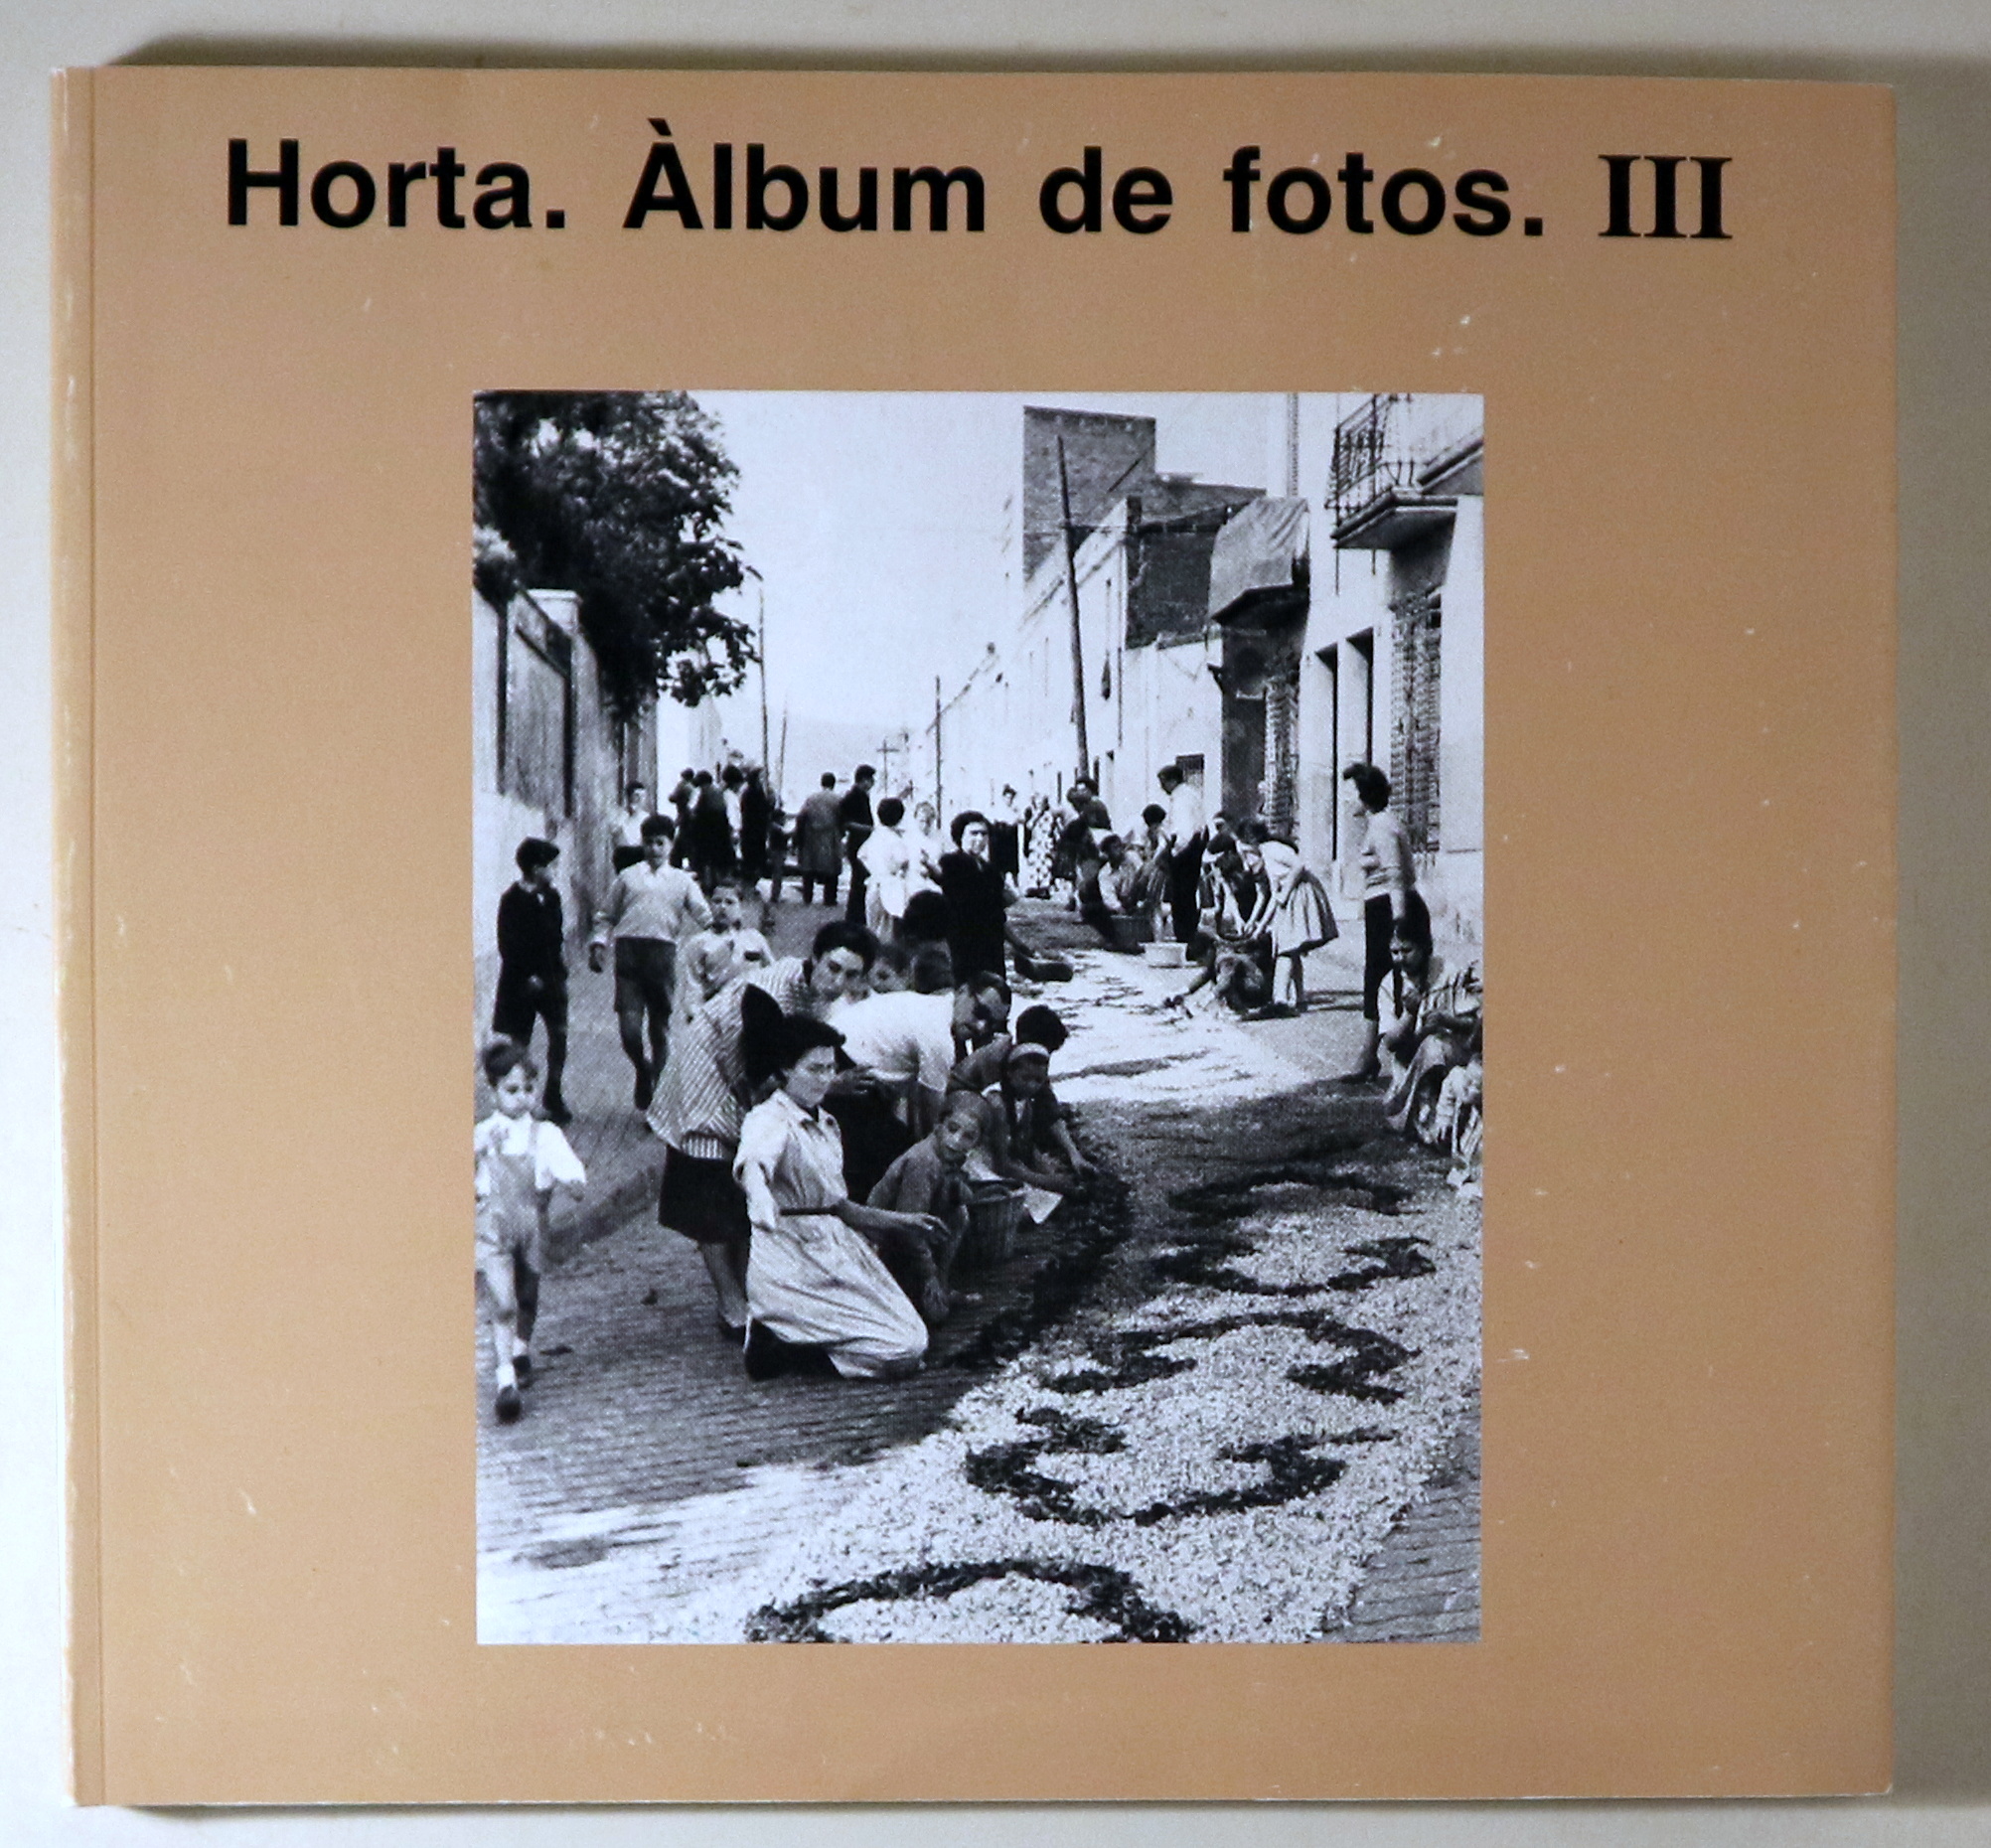 Horta. Àlbum de fotos. III